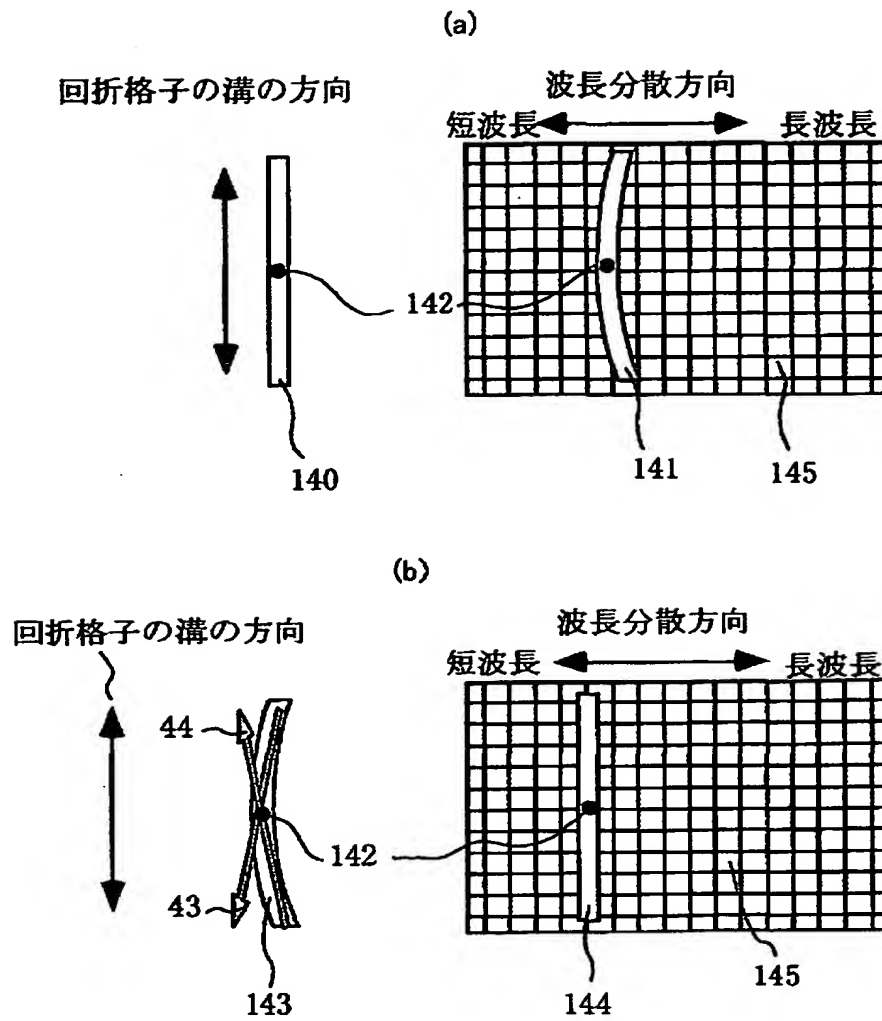 (a)
回折格子の溝の方向
波長分散方向
短波長
長波長
142
140
141
145
(b)
回折格子の溝の方向
波長分散方向
短波長
長波長
44
142
43
143
144
145